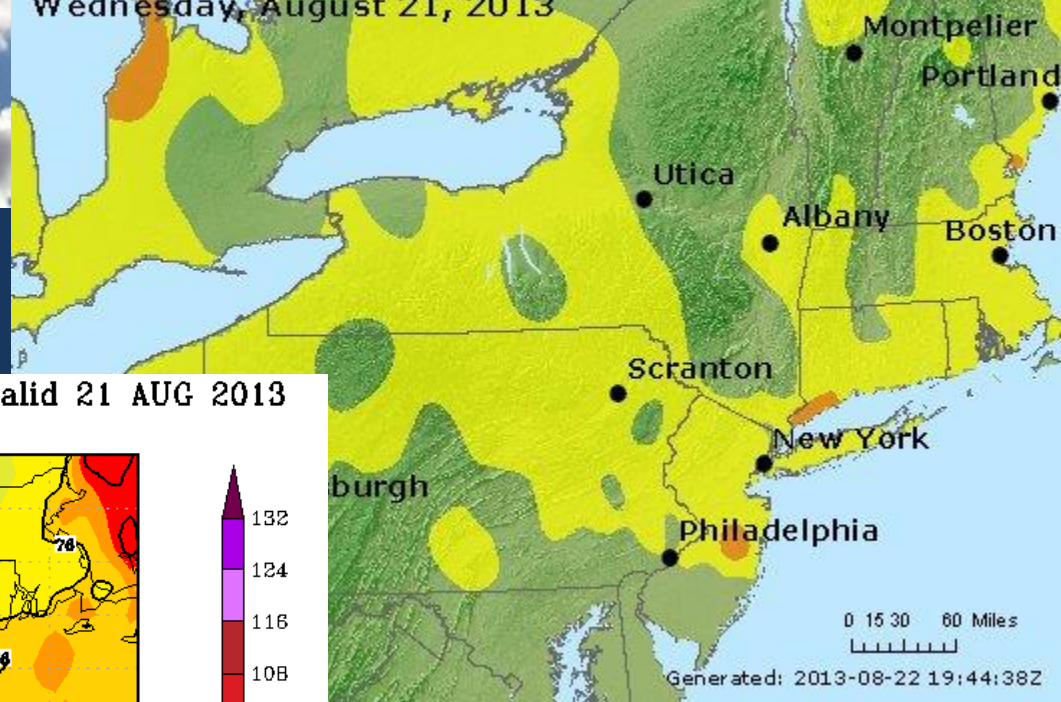 Wednesday, August 21, 2013
Montpelier
Portland
Utica
Albany
Boston
Scranton
alid 21 AUG 2013
New York
burgh
132
Philadelphia
76
124
116
0 15 30 60 Miles
108
Generated: 2013-08-22 19:44:38Z